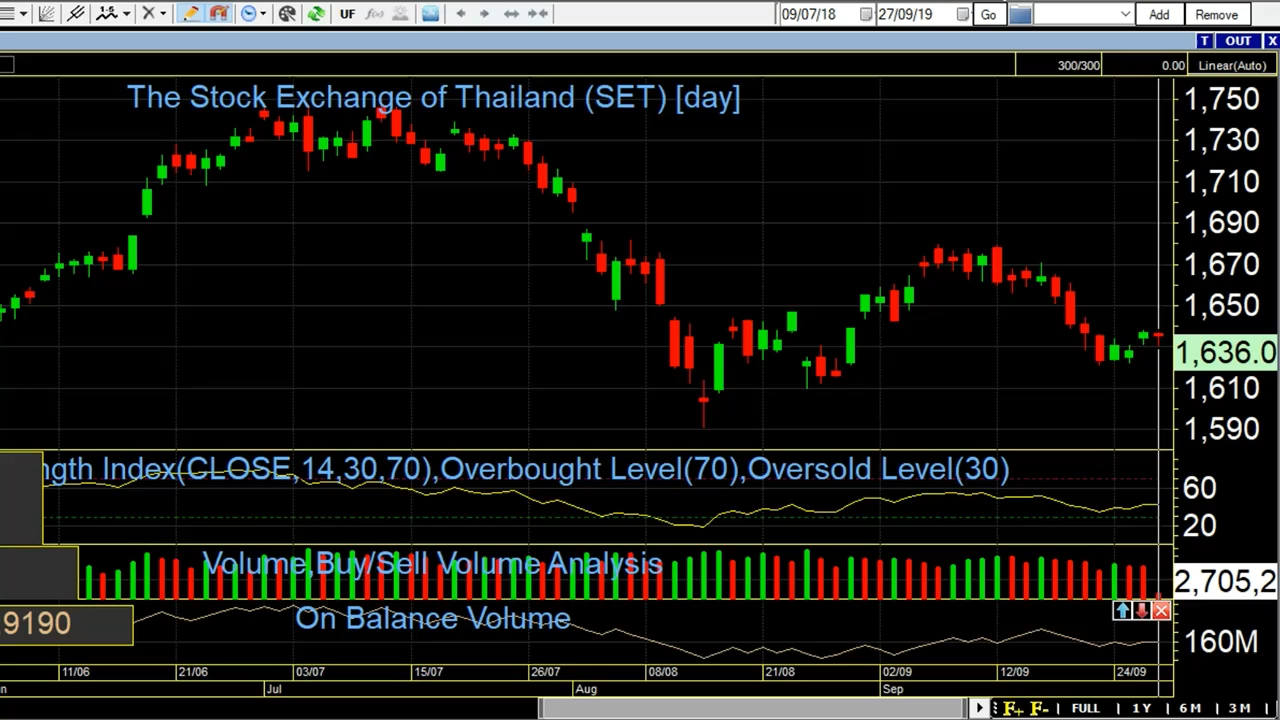 UF f(x) 09/07/18 27/09/19 Go Add Remove
T OUT X
300/300 0.00 Linear(Auto)
The Stock Exchange of Thailand (SET) [day]
1,750
1,730
1,710
1,690
1,670
1,650
1,636.0
1,610
1,590
ngth Index(CLOSE,14,30,70),Overbought Level(70),Oversold Level(30)
60
20
Volume,Buy/Sell Volume Analysis
2,705,2
On Balance Volume
.9190
160M
11/06 21/06 03/07 15/07 26/07 08/08 21/08 02/09 12/09 24/09
n Jul Aug Sep
F+ F- | FULL | 1Y | 6M | 3M |